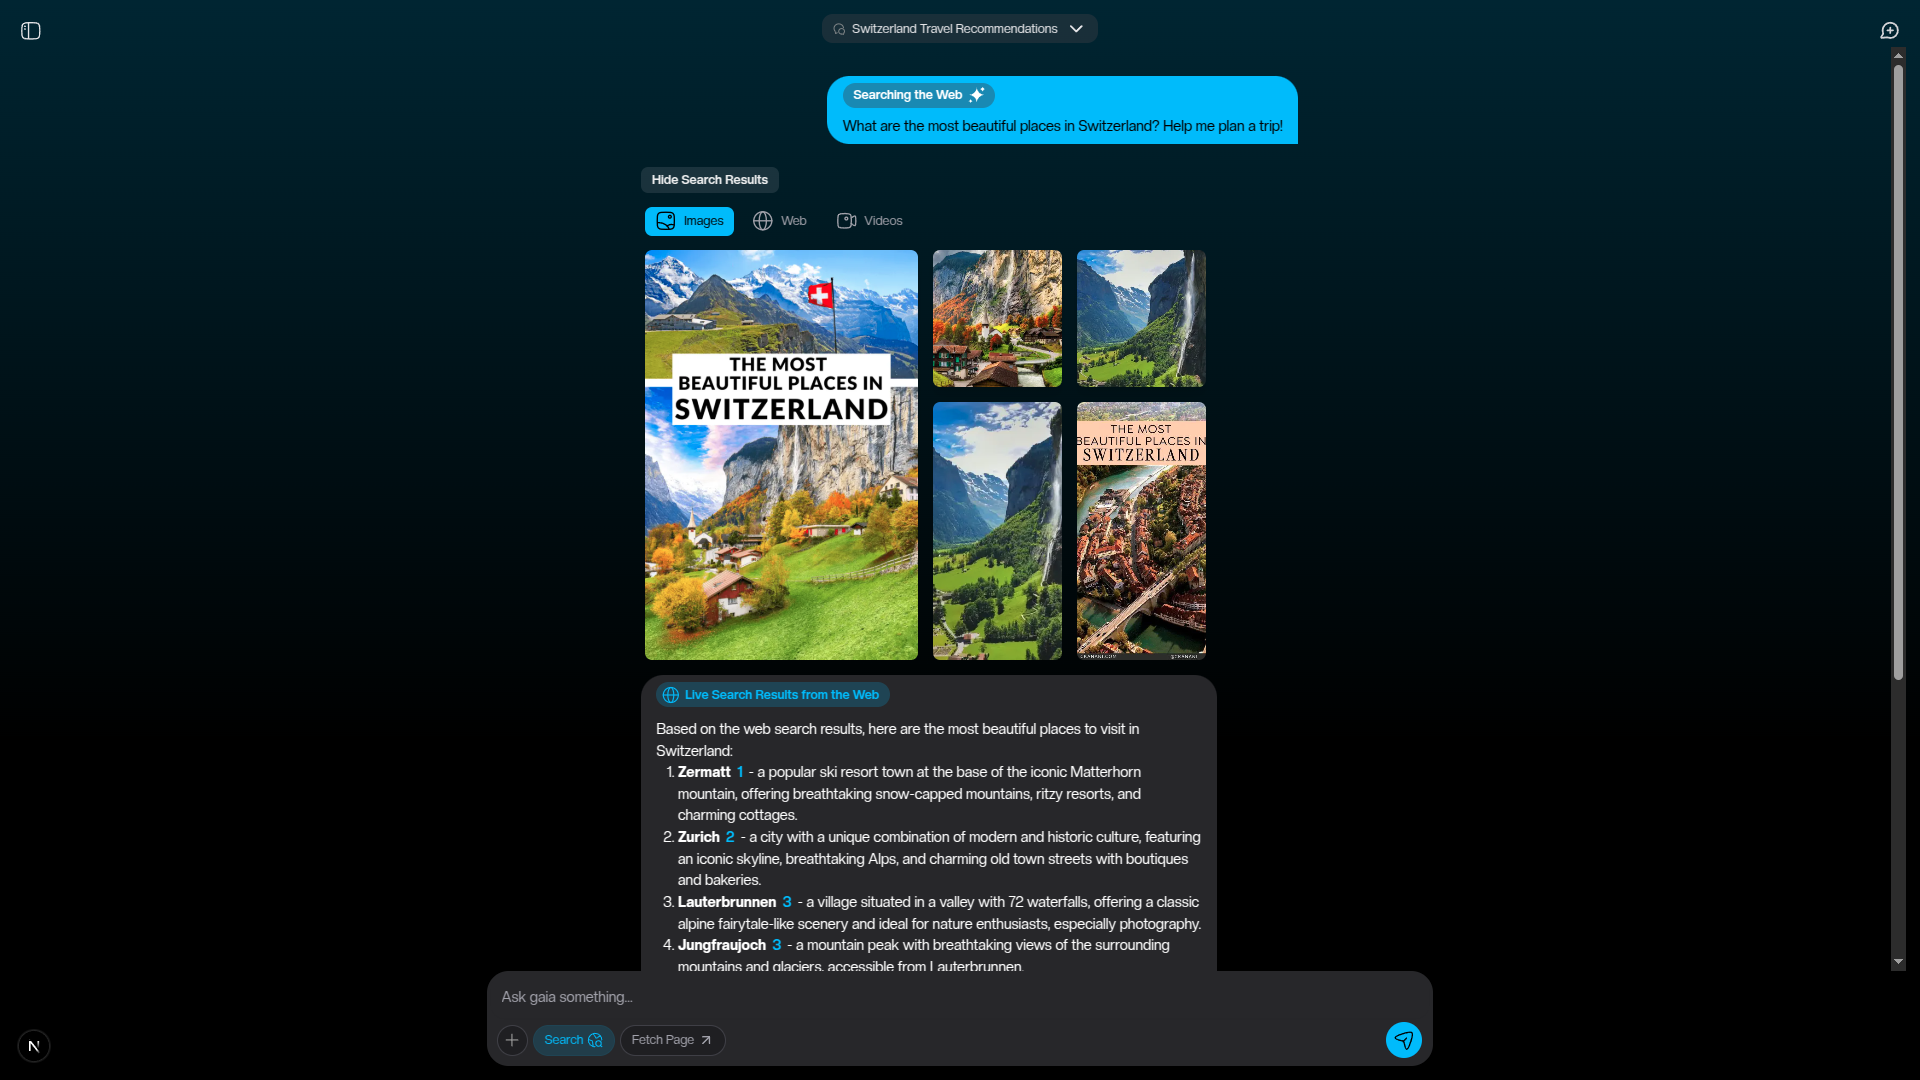 Switzerland Travel Recommendations
Searching the Web
What are the most beautiful places in Switzerland? Help me plan a trip!
Hide Search Results
Images
Web
Videos
THE MOST
BEAUTIFUL PLACES IN
SWITZERLAND
THE MOST
BEAUTIFUL PLACES IN
SWITZERLAND
Live Search Results from the Web
Based on the web search results, here are the most beautiful places to visit in
Switzerland:
1. Zermatt 1 - a popular ski resort town at the base of the iconic Matterhorn
mountain, offering breathtaking snow-capped mountains, ritzy resorts, and
charming cottages.
2. Zurich 2 - a city with a unique combination of modern and historic culture, featuring
an iconic skyline, breathtaking Alps, and charming old town streets with boutiques
and bakeries.
3. Lauterbrunnen 3 - a village situated in a valley with 72 waterfalls, offering a classic
alpine fairytale-like scenery and ideal for nature enthusiasts, especially photography.
4. Jungfraujoch 3 - a mountain peak with breathtaking views of the surrounding
mountains and glaciers, accessible from Lauterbrunnen.
Ask gaia something...
Search
Fetch Page
N